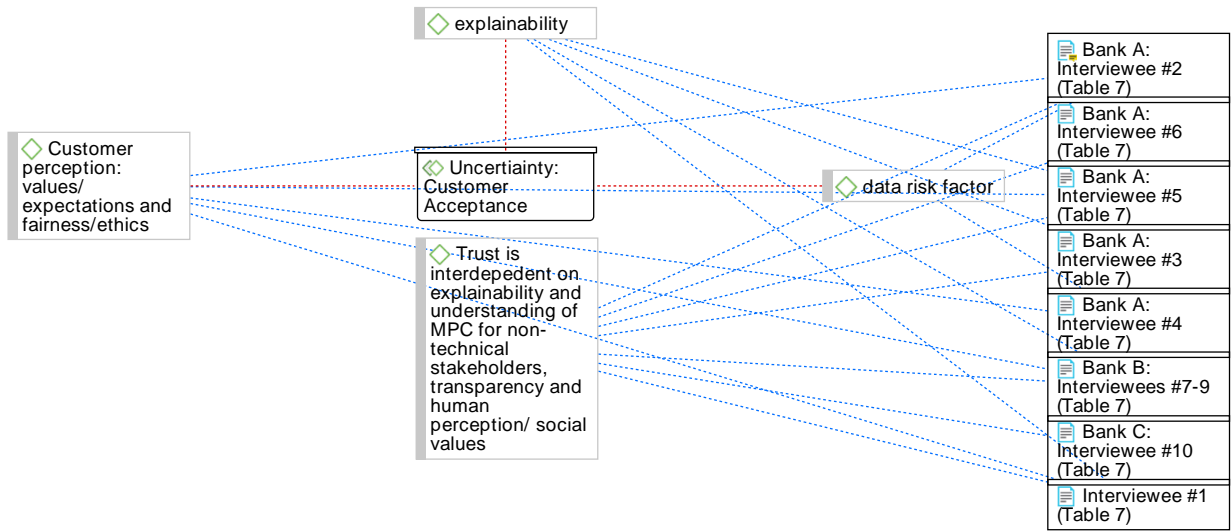 explainability
Customer
perception:
values/
expectations and
fairness/ethics
Uncertiainty:
Customer
Acceptance
data risk factor
Trust is
interdepedent on
explainability and
understanding of
MPC for non-
technical
stakeholders,
transparency and
human
perception/ social
values
Bank A:
Interviewee #2
(Table 7)
Bank A:
Interviewee #6
(Table 7)
Bank A:
Interviewee #5
(Table 7)
Bank A:
Interviewee #3
(Table 7)
Bank A:
Interviewee #4
(Table 7)
Bank B:
Interviewees #7-9
(Table 7)
Bank C:
Interviewee #10
(Table 7)
Interviewee #1
(Table 7)